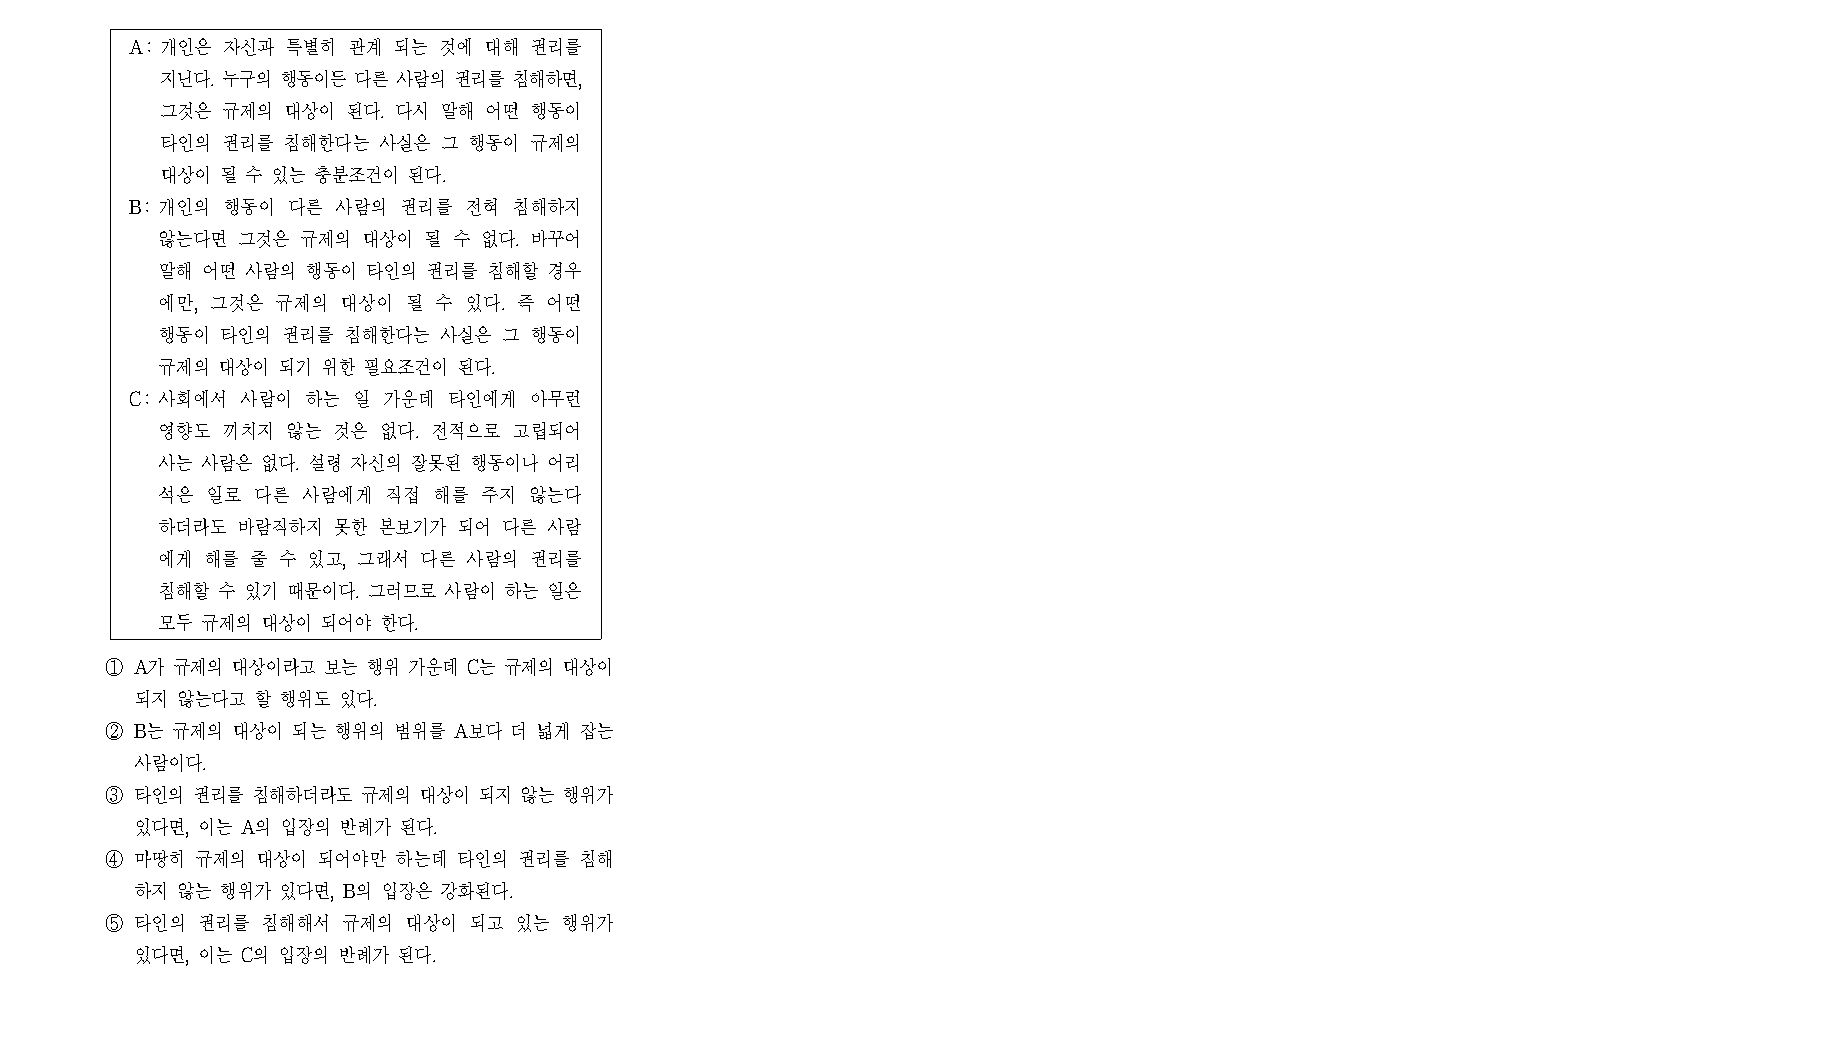 A: 개인은 자신과 특별히 관계 되는 것에 대해 권리를
지닌다. 누구의 행동이든 다른 사람의 권리를 침해하면,
그것은 규제의 대상이 된다. 다시 말해 어떤 행동이
타인의 권리를 침해한다는 사실은 그 행동이 규제의
대상이 될 수 있는 충분조건이 된다.
B: 개인의 행동이 다른 사람의 권리를 전혀 침해하지
않는다면 그것은 규제의 대상이 될 수 없다. 바꾸어
말해 어떤 사람의 행동이 타인의 권리를 침해할 경우
에만, 그것은 규제의 대상이 될 수 있다. 즉 어떤
행동이 타인의 권리를 침해한다는 사실은 그 행동이
규제의 대상이 되기 위한 필요조건이 된다.
C: 사회에서 사람이 하는 일 가운데 타인에게 아무런
영향도 끼치지 않는 것은 없다. 전적으로 고립되어
사는 사람은 없다. 설령 자신의 잘못된 행동이나 어리
석은 일로 다른 사람에게 직접 해를 주지 않는다
하더라도 바람직하지 못한 본보기가 되어 다른 사람
에게 해를 줄 수 있고, 그래서 다른 사람의 권리를
침해할 수 있기 때문이다. 그러므로 사람이 하는 일은
모두 규제의 대상이 되어야 한다.
① A가 규제의 대상이라고 보는 행위 가운데 C는 규제의 대상이
되지 않는다고 할 행위도 있다.
② B는 규제의 대상이 되는 행위의 범위를 A보다 더 넓게 잡는
사람이다.
③ 타인의 권리를 침해하더라도 규제의 대상이 되지 않는 행위가
있다면, 이는 A의 입장의 반례가 된다.
④ 마땅히 규제의 대상이 되어야만 하는데 타인의 권리를 침해
하지 않는 행위가 있다면, B의 입장은 강화된다.
⑤ 타인의 권리를 침해해서 규제의 대상이 되고 있는 행위가
있다면, 이는 C의 입장의 반례가 된다.